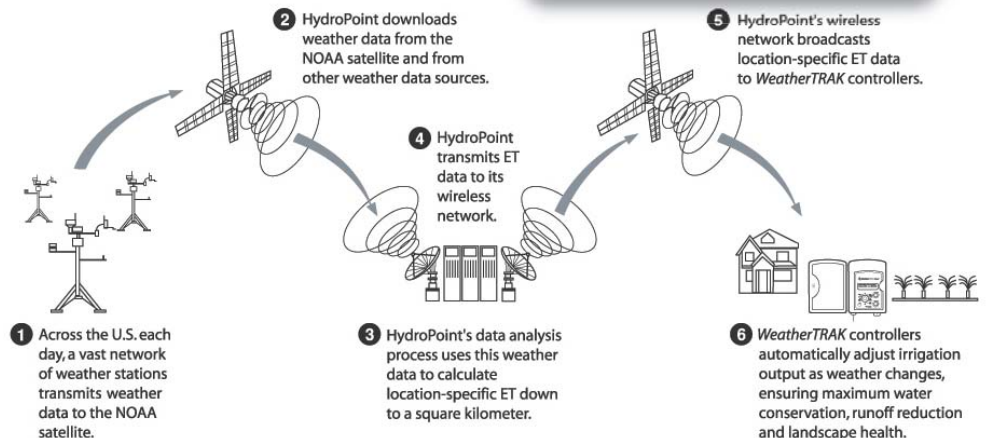 1 Across the U.S. each
day, a vast network
of weather stations
transmits weather
data to the NOAA
satellite.
2 HydroPoint downloads
weather data from the
NOAA satellite and from
other weather data sources.
3 HydroPoint's data analysis
process uses this weather
data to calculate
location-specific ET down
to a square kilometer.
4 HydroPoint
transmits ET
data to its
wireless
network.
5 HydroPoint's wireless
network broadcasts
location-specific ET data
to WeatherTRAK controllers.
6 WeatherTRAK controllers
automatically adjust irrigation
output as weather changes,
ensuring maximum water
conservation, runoff reduction
and landscape health.